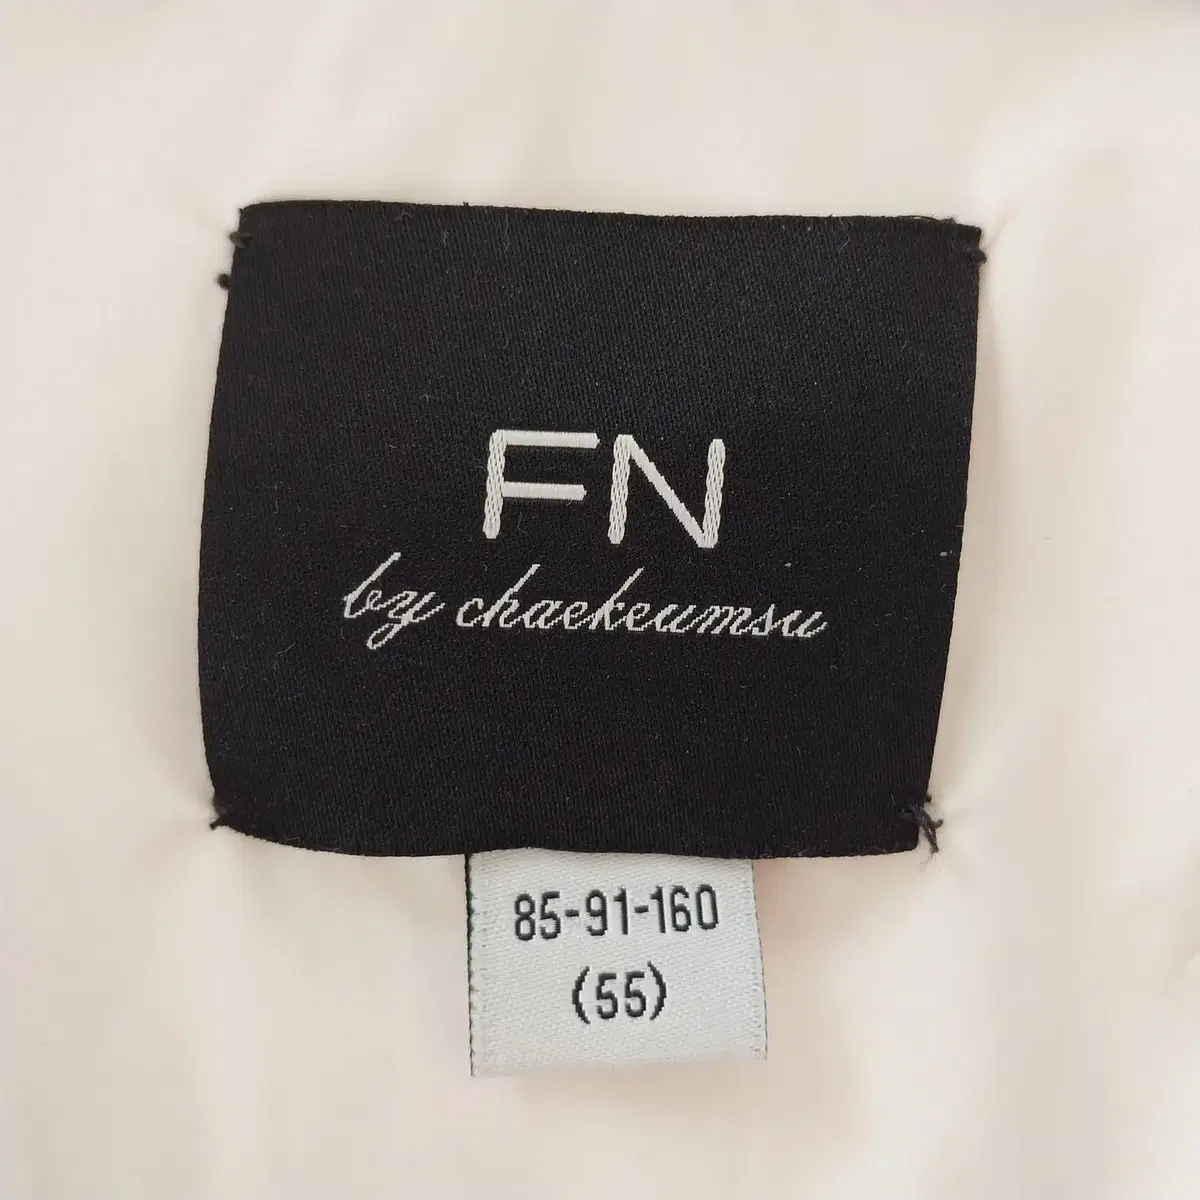 FN
by chaekeumsu
85-91-160
(55)